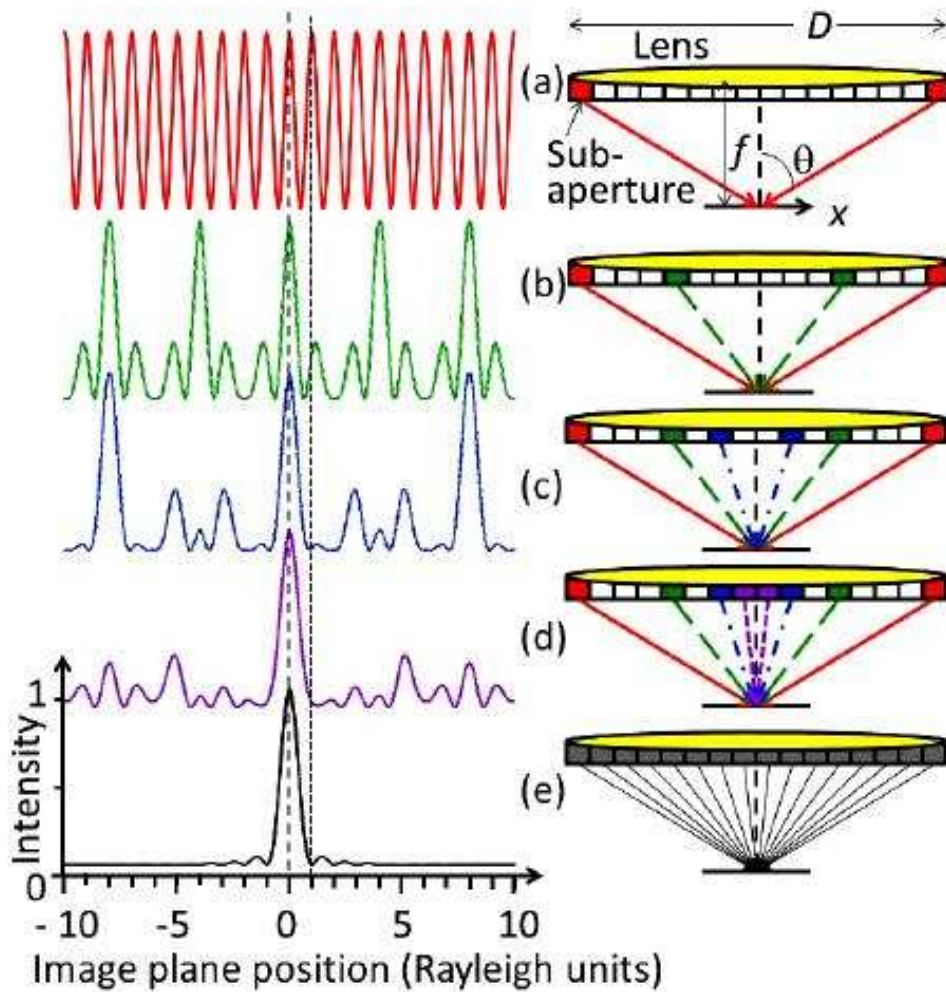 D
Lens
(a)
f
θ
Sub-
aperture
x
(b)
(c)
(d)
(e)
Intensity
1
0
- 10
-5
0
5
10
Image plane position (Rayleigh units)